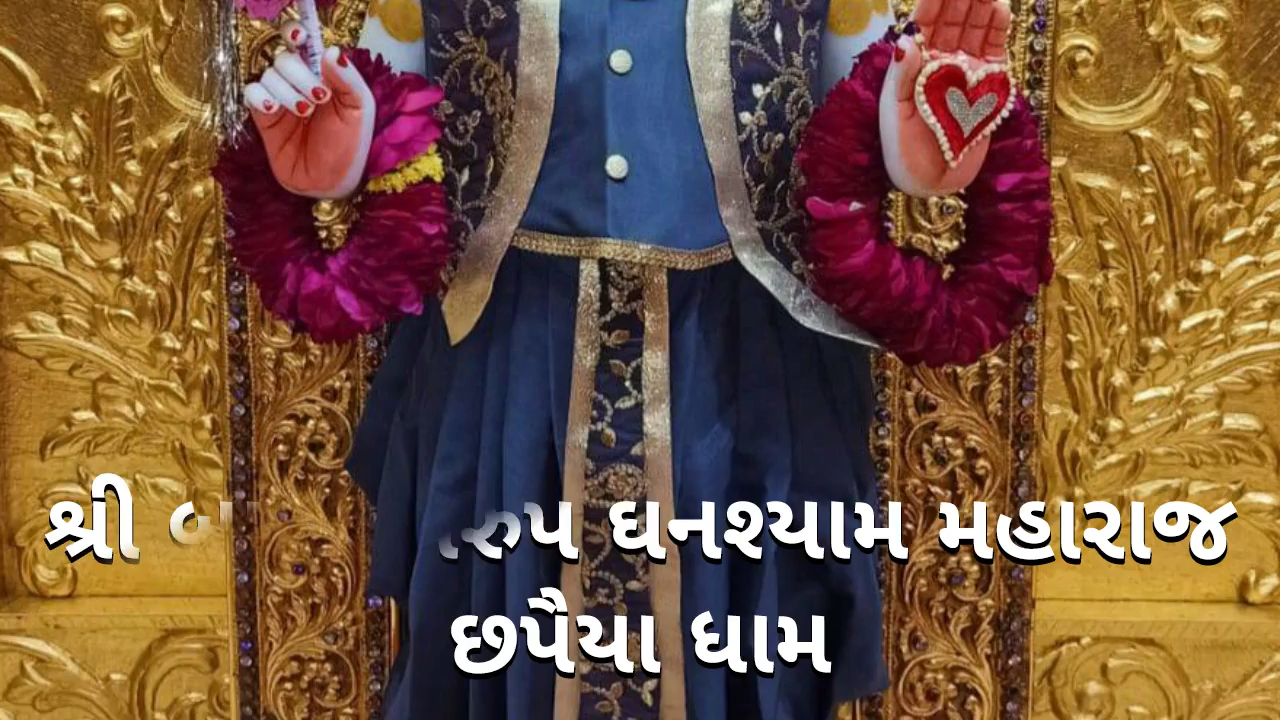 શ્રી રુપ ઘનશ્યામ મહારાજ
છપૈયા ધામ